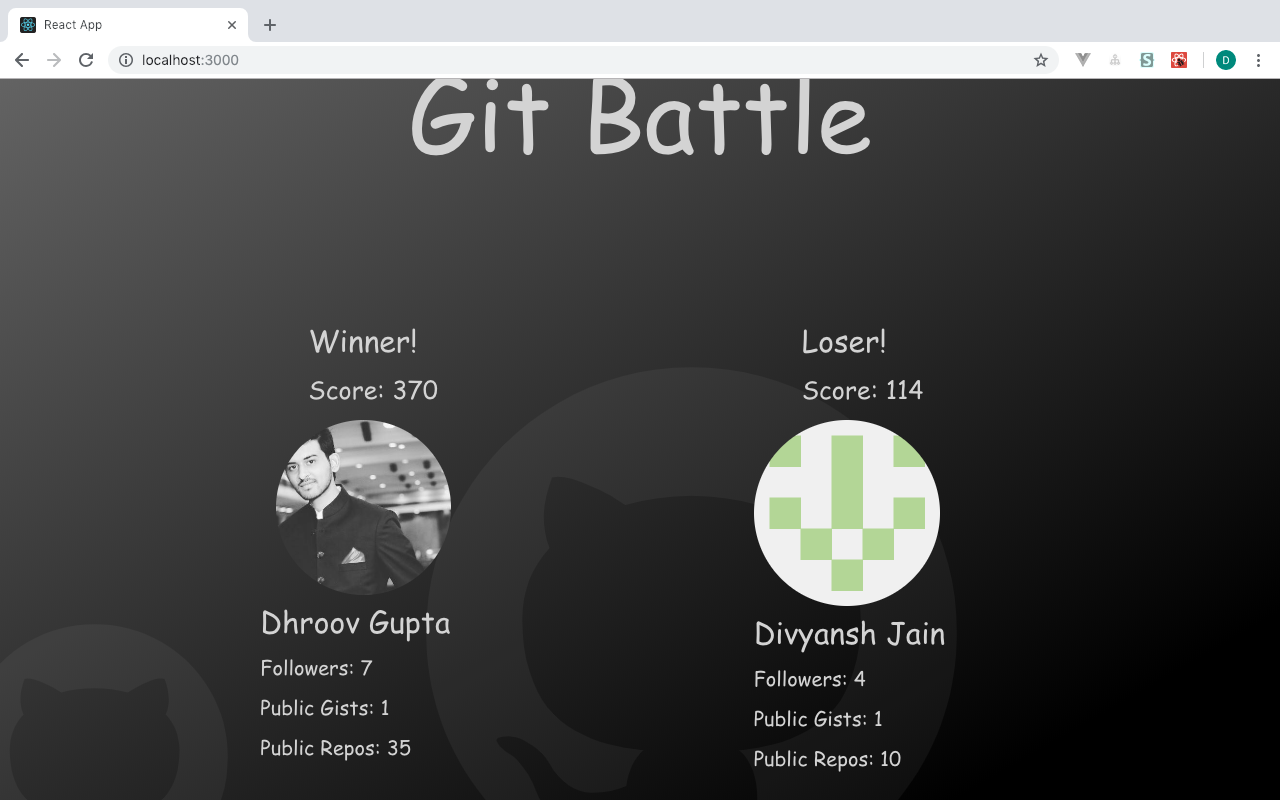 React App
localhost:3000
D
Git Battle
Winner!
Score: 370
Dhroov Gupta
Followers: 7
Public Gists: 1
Public Repos: 35
Loser!
Score: 114
Divyansh Jain
Followers: 4
Public Gists: 1
Public Repos: 10